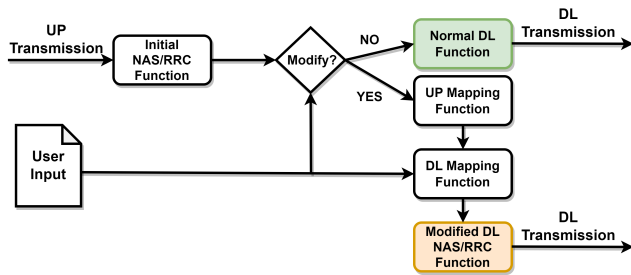 UP
Transmission
Initial
NAS/RRC
Function
Modify?
NO
YES
Normal DL
Function
DL
Transmission
UP Mapping
Function
User
Input
DL Mapping
Function
Modified DL
NAS/RRC
Function
DL
Transmission